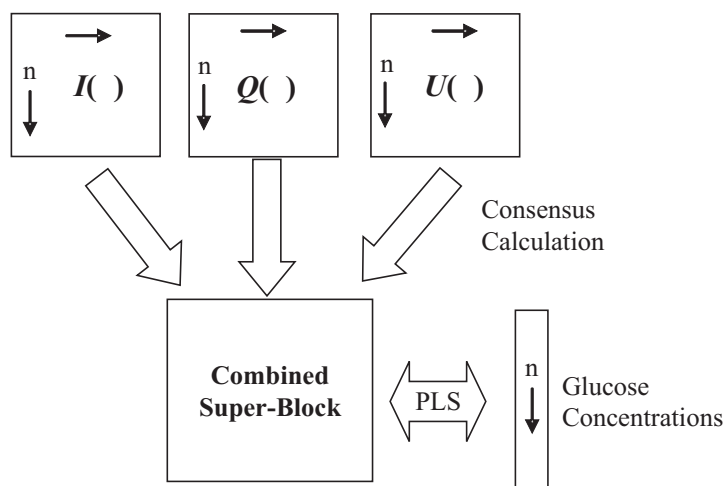 n
I( )
n
Q( )
n
U( )
Consensus
Calculation
Combined
Super-Block
PLS
n
Glucose
Concentrations